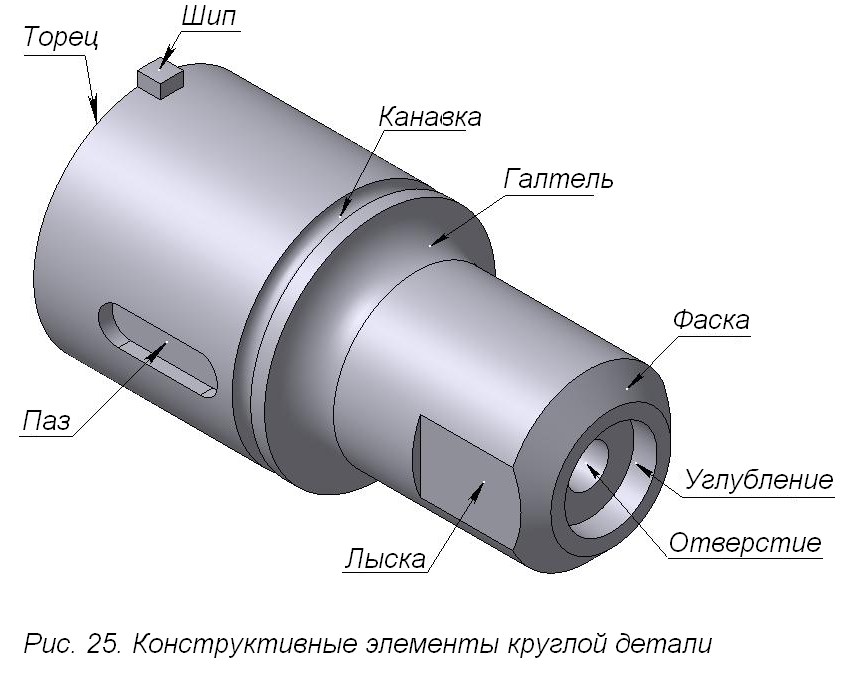 Шип
Торец
Канавка
Галтель
Фаска
Паз
Углубление
Отверстие
Лыска
Рис. 25. Конструктивные элементы круглой детали